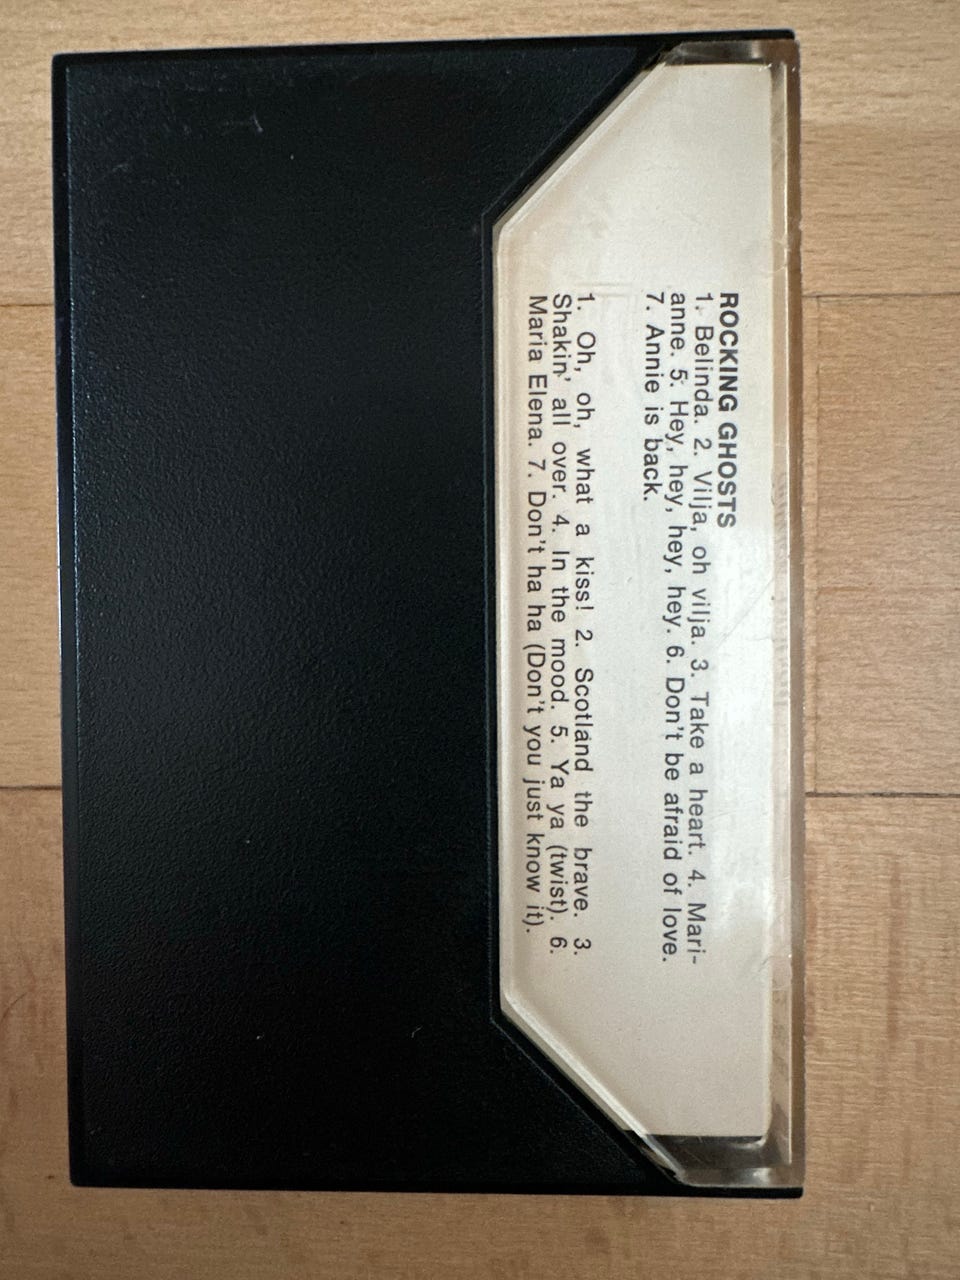 ROCKING GHOSTS
1. Belinda. 2. Vilja, oh vilja. 3. Take a heart. 4. Mari-
anne. 5. Hey, hey, hey, hey. 6. Don't be afraid of love.
7. Annie is back.
1. Oh, oh, what a kiss! 2. Scotland the brave. 3.
Shakin' all over. 4. In the mood. 5. Ya ya (twist). 6.
Maria Elena. 7. Don't ha ha (Don't you just know it).